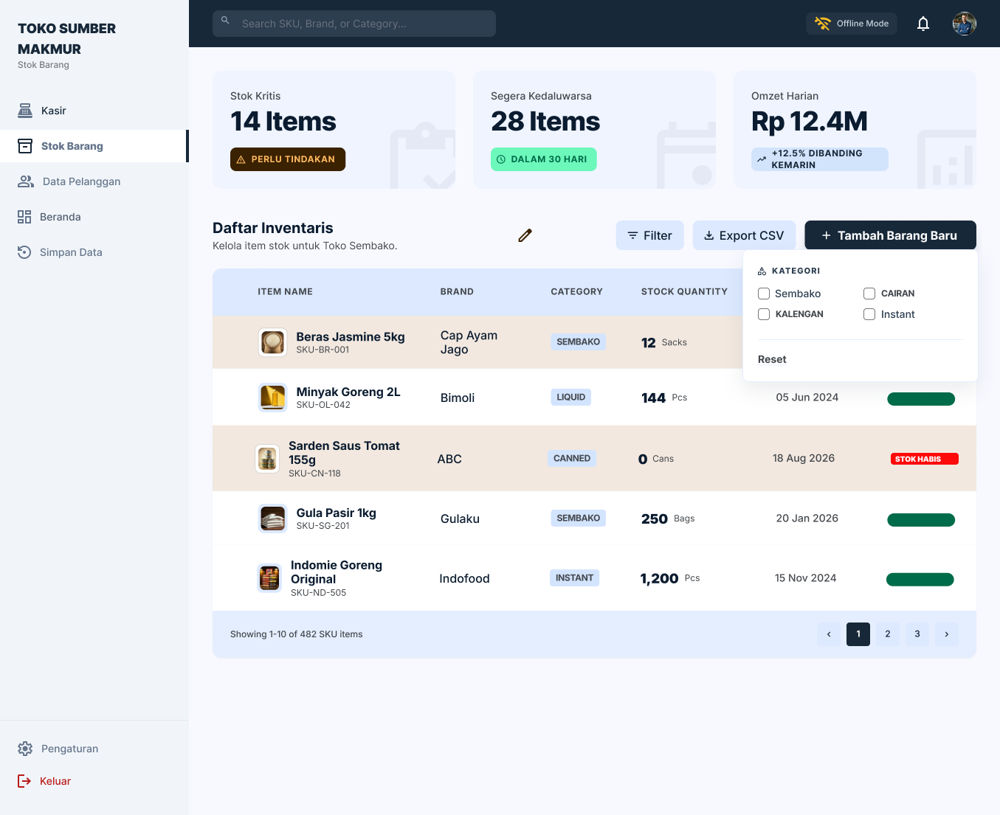 TOKO SUMBER
MAKMUR
Stok Barang
Kasir
Stok Barang
Data Pelanggan
Beranda
Simpan Data
Pengaturan
Keluar
Search SKU, Brand, or Category...
Offline Mode
Stok Kritis
14 Items
PERLU TINDAKAN
Segera Kedaluwarsa
28 Items
DALAM 30 HARI
Omzet Harian
Rp 12.4M
+12.5% DIBANDING
KEMARIN
Daftar Inventaris
Kelola item stok untuk Toko Sembako.
Filter
Export CSV
+ Tambah Barang Baru
KATEGORI
Sembako
CAIRAN
KALENGAN
Instant
Reset
ITEM NAME BRAND CATEGORY STOCK QUANTITY
Beras Jasmine 5kg
SKU-BR-001
Cap Ayam
Jago
SEMBAKO
12 Sacks
Minyak Goreng 2L
SKU-OL-042
Bimoli
LIQUID
144 Pcs
05 Jun 2024
Sarden Saus Tomat
155g
SKU-CN-118
ABC
CANNED
0 Cans
18 Aug 2026
STOK HABIS
Gula Pasir 1kg
SKU-SG-201
Gulaku
SEMBAKO
250 Bags
20 Jan 2026
Indomie Goreng
Original
SKU-ND-505
Indofood
INSTANT
1,200 Pcs
15 Nov 2024
Showing 1-10 of 482 SKU items
‹ 1 2 3 ›